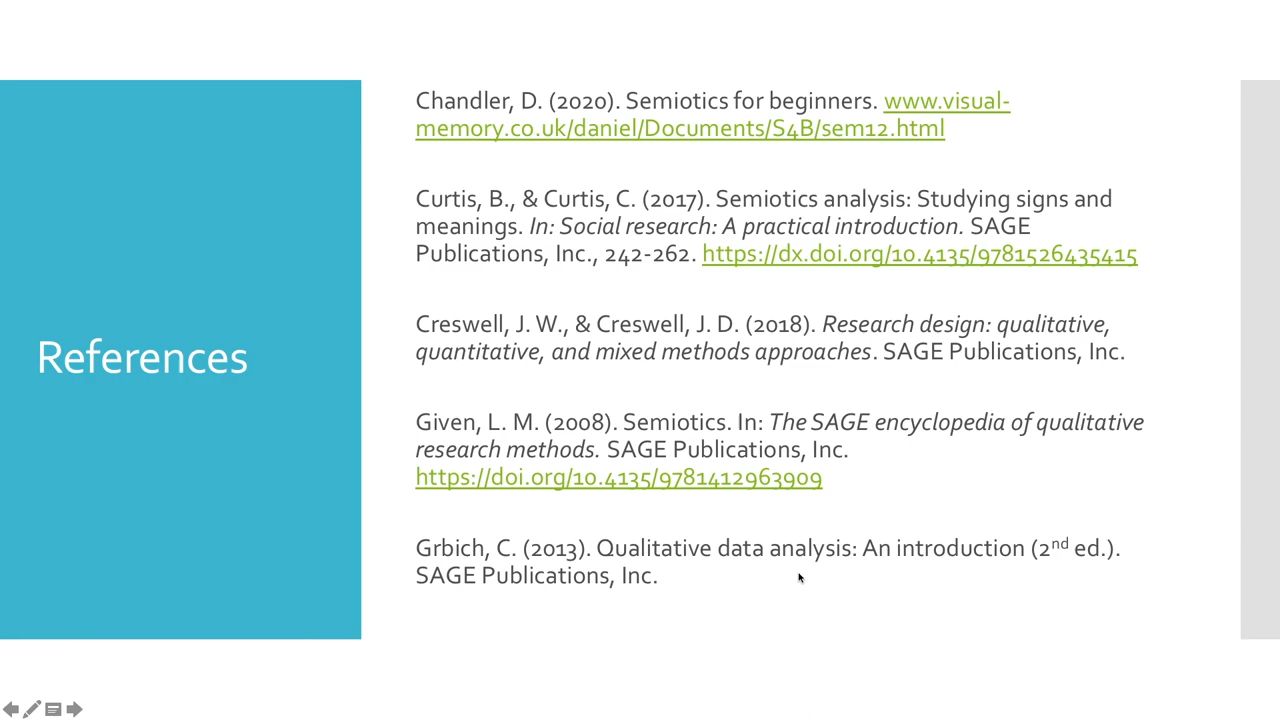 References
Chandler, D. (2020). Semiotics for beginners. www.visual-
memory.co.uk/daniel/Documents/S4B/sem12.html
Curtis, B., & Curtis, C. (2017). Semiotics analysis: Studying signs and
meanings. In: Social research: A practical introduction. SAGE
Publications, Inc., 242-262. https://dx.doi.org/10.4135/9781526435415
Creswell, J. W., & Creswell, J. D. (2018). Research design: qualitative,
quantitative, and mixed methods approaches. SAGE Publications, Inc.
Given, L. M. (2008). Semiotics. In: The SAGE encyclopedia of qualitative
research methods. SAGE Publications, Inc.
https://doi.org/10.4135/9781412963909
Grbich, C. (2013). Qualitative data analysis: An introduction (2nd ed.).
SAGE Publications, Inc.